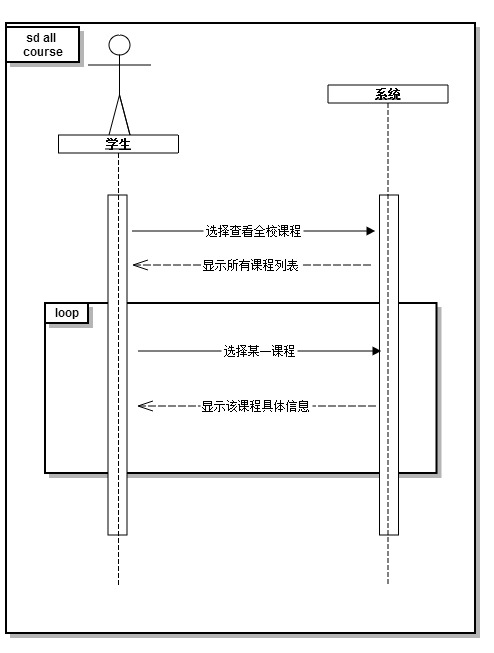 sd all
course
系统
学生
选择查看全校课程
显示所有课程列表
loop
选择某一课程
显示该课程具体信息